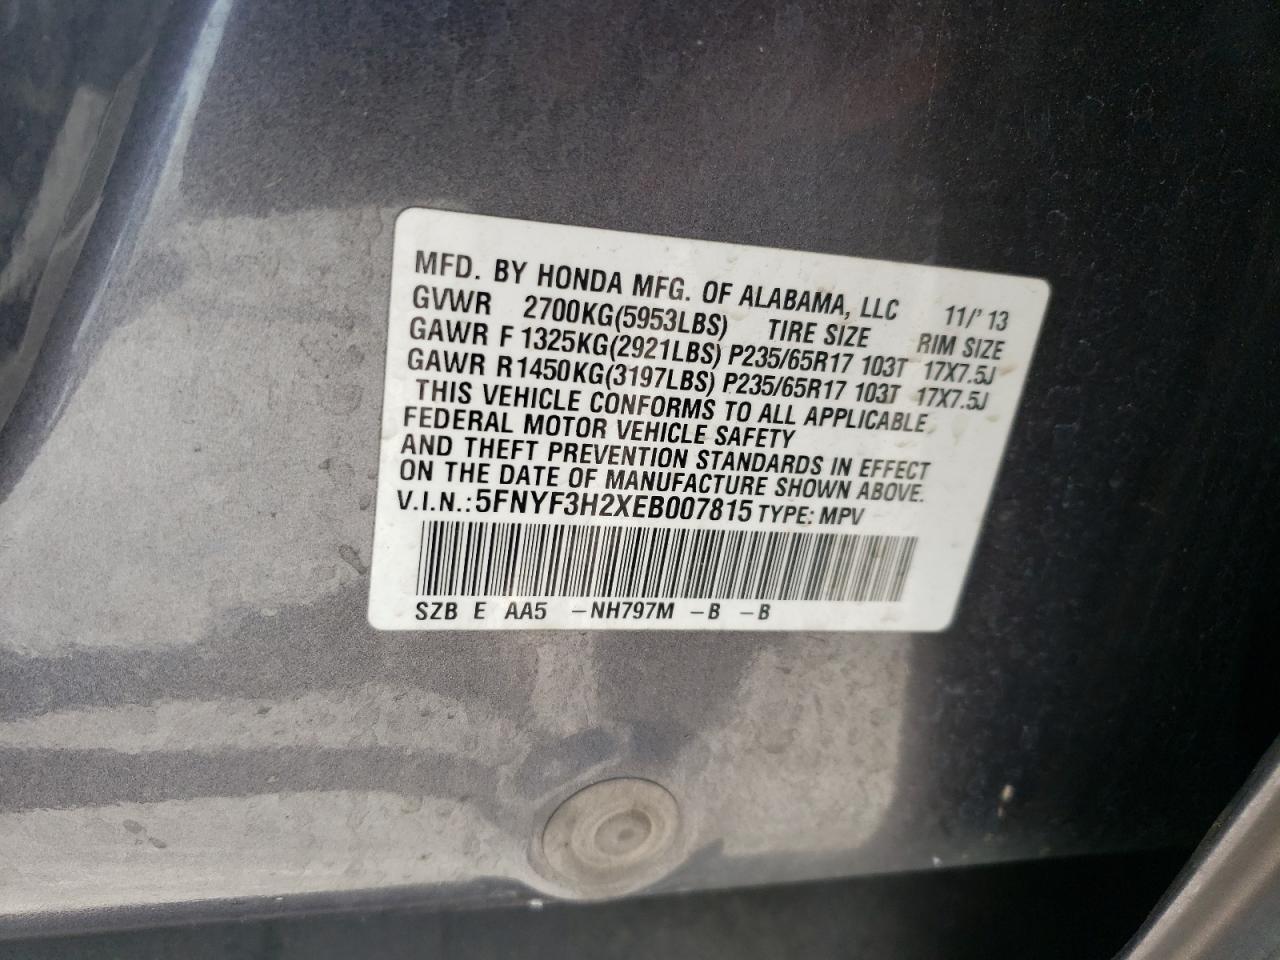 MFD. BY HONDA MFG. OF ALABAMA, LLC 11/'13
GVWR 2700KG(5953LBS) TIRE SIZE RIM SIZE
GAWR F 1325KG(2921LBS) P235/65R17 103T 17X7.5J
GAWR R1450KG(3197LBS) P235/65R17 103T 17X7.5J
THIS VEHICLE CONFORMS TO ALL APPLICABLE
FEDERAL MOTOR VEHICLE SAFETY
AND THEFT PREVENTION STANDARDS IN EFFECT
ON THE DATE OF MANUFACTURE SHOWN ABOVE.
V.I.N.: 5FNYF3H2XEB007815 TYPE: MPV
SZB E AA5 -NH797M -B -B